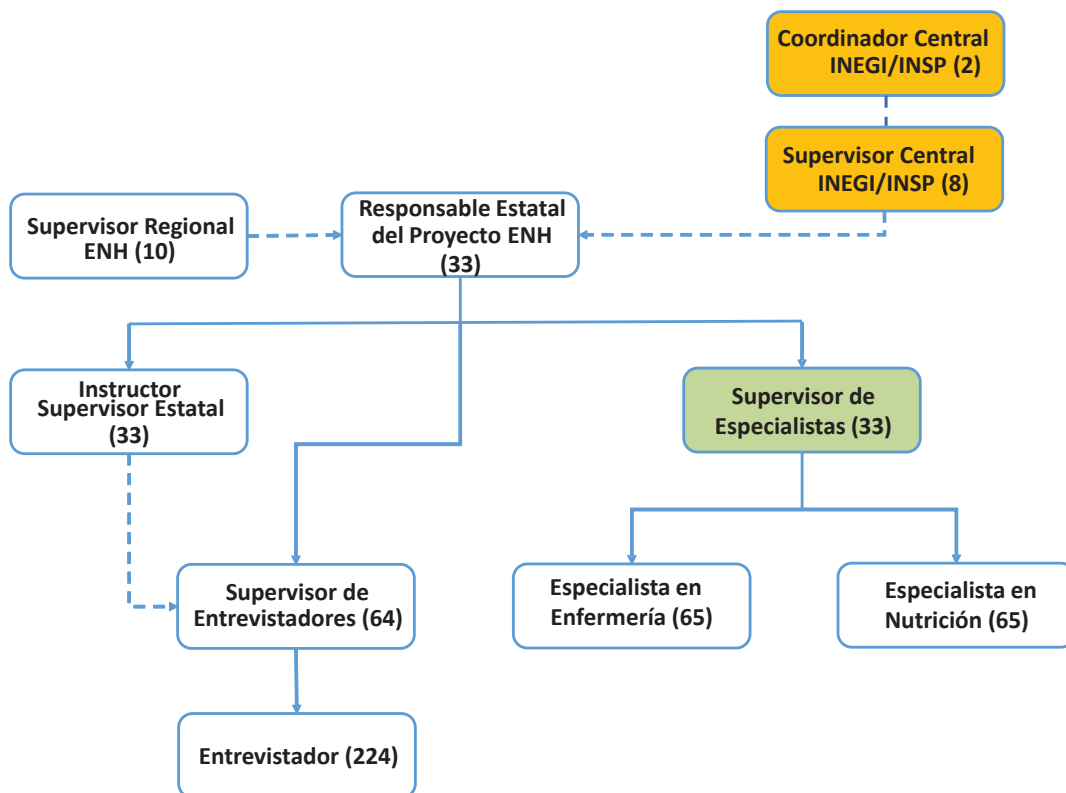 Coordinador Central
INEGI/INSP (2)
Supervisor Central
INEGI/INSP (8)
Supervisor Regional
ENH (10)
Responsable Estatal
del Proyecto ENH
(33)
Instructor
Supervisor Estatal
(33)
Supervisor de
Especialistas (33)
Supervisor de
Entrevistadores (64)
Especialista en
Enfermería (65)
Especialista en
Nutrición (65)
Entrevistador (224)